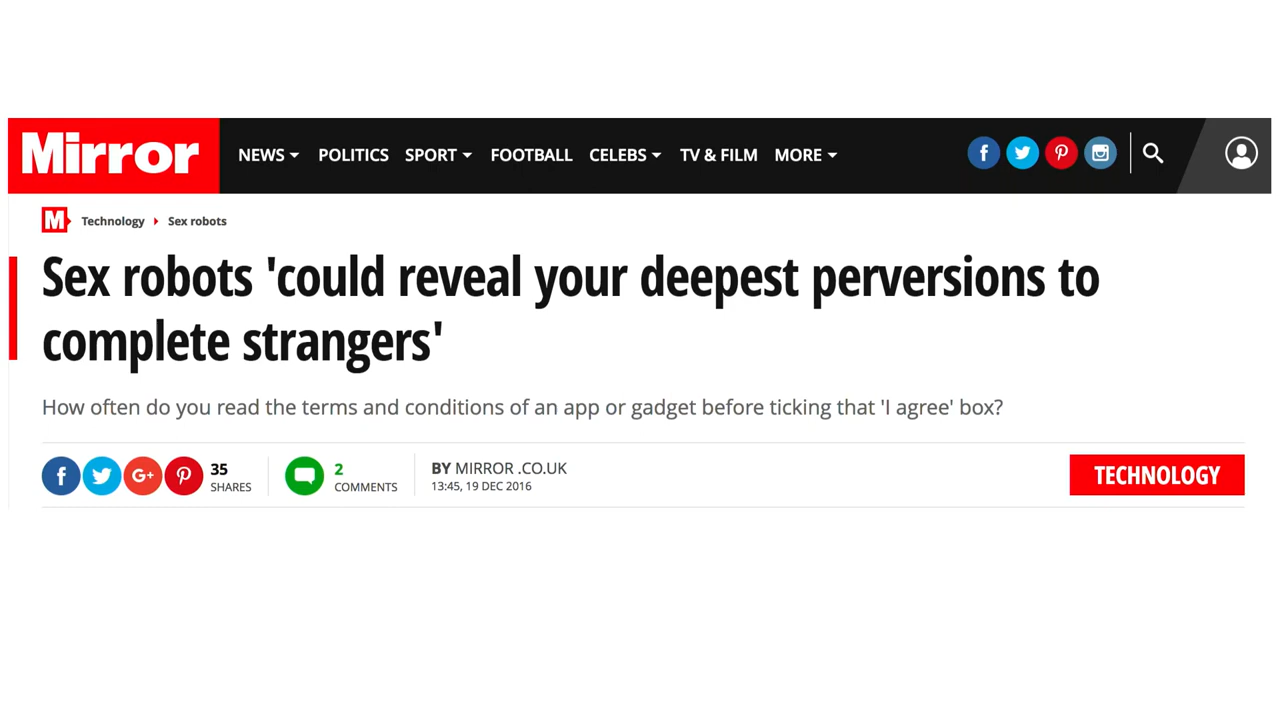 Mirror NEWS POLITICS SPORT FOOTBALL CELEBS TV & FILM MORE
M Technology Sex robots
Sex robots 'could reveal your deepest perversions to
complete strangers'
How often do you read the terms and conditions of an app or gadget before ticking that 'I agree' box?
35 2 BY MIRROR .CO.UK TECHNOLOGY
SHARES COMMENTS 13:45, 19 DEC 2016